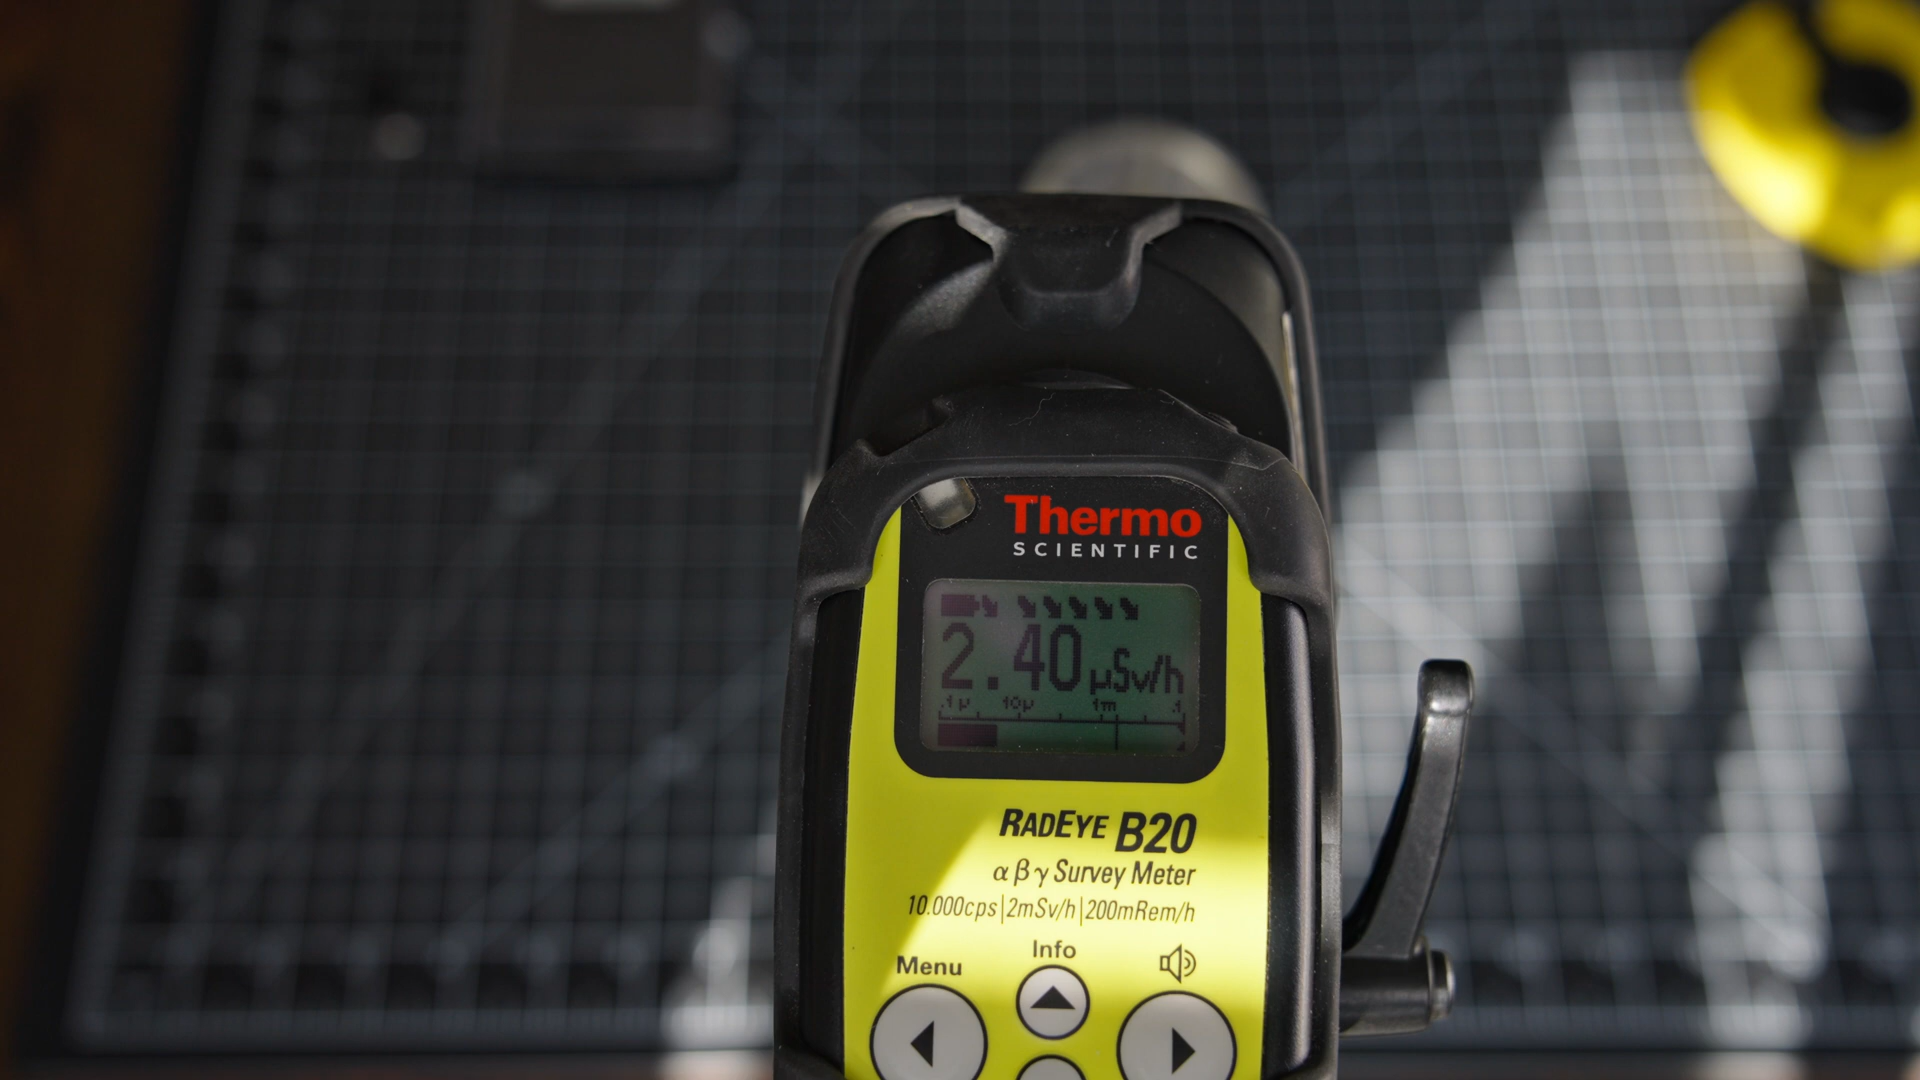 Thermo
SCIENTIFIC
2.40 µSv/h
.1µ 10µ 1m .1
RADEYE B20
α β γ Survey Meter
10.000cps|2mSv/h|200mRem/h
Info
Menu